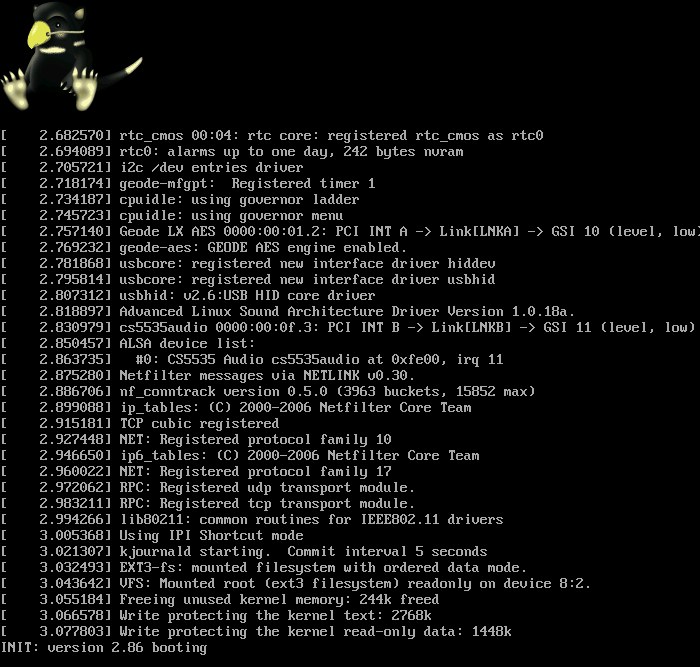 [    2.682570] rtc_cmos 00:04: rtc core: registered rtc_cmos as rtc0
[    2.694089] rtc0: alarms up to one day, 242 bytes nvram
[    2.705721] i2c /dev entries driver
[    2.718174] geode-mfgpt:  Registered timer 1
[    2.734187] cpuidle: using governor ladder
[    2.745723] cpuidle: using governor menu
[    2.757140] Geode LX AES 0000:00:01.2: PCI INT A -> Link[LNKA] -> GSI 10 (level, low)
[    2.769232] geode-aes: GEODE AES engine enabled.
[    2.781868] usbcore: registered new interface driver hiddev
[    2.795814] usbcore: registered new interface driver usbhid
[    2.807312] usbhid: v2.6:USB HID core driver
[    2.818897] Advanced Linux Sound Architecture Driver Version 1.0.18a.
[    2.830979] cs5535audio 0000:00:0f.3: PCI INT B -> Link[LNKB] -> GSI 11 (level, low)
[    2.850457] ALSA device list:
[    2.863735]   #0: CS5535 Audio cs5535audio at 0xfe00, irq 11
[    2.875280] Netfilter messages via NETLINK v0.30.
[    2.886706] nf_conntrack version 0.5.0 (3963 buckets, 15852 max)
[    2.899088] ip_tables: (C) 2000-2006 Netfilter Core Team
[    2.915181] TCP cubic registered
[    2.927448] NET: Registered protocol family 10
[    2.946650] ip6_tables: (C) 2000-2006 Netfilter Core Team
[    2.960022] NET: Registered protocol family 17
[    2.972062] RPC: Registered udp transport module.
[    2.983211] RPC: Registered tcp transport module.
[    2.994266] lib80211: common routines for IEEE802.11 drivers
[    3.005368] Using IPI Shortcut mode
[    3.021307] kjournald starting.  Commit interval 5 seconds
[    3.032493] EXT3-fs: mounted filesystem with ordered data mode.
[    3.043642] VFS: Mounted root (ext3 filesystem) readonly on device 8:2.
[    3.055184] Freeing unused kernel memory: 244k freed
[    3.066578] Write protecting the kernel text: 2768k
[    3.077803] Write protecting the kernel read-only data: 1448k
INIT: version 2.86 booting